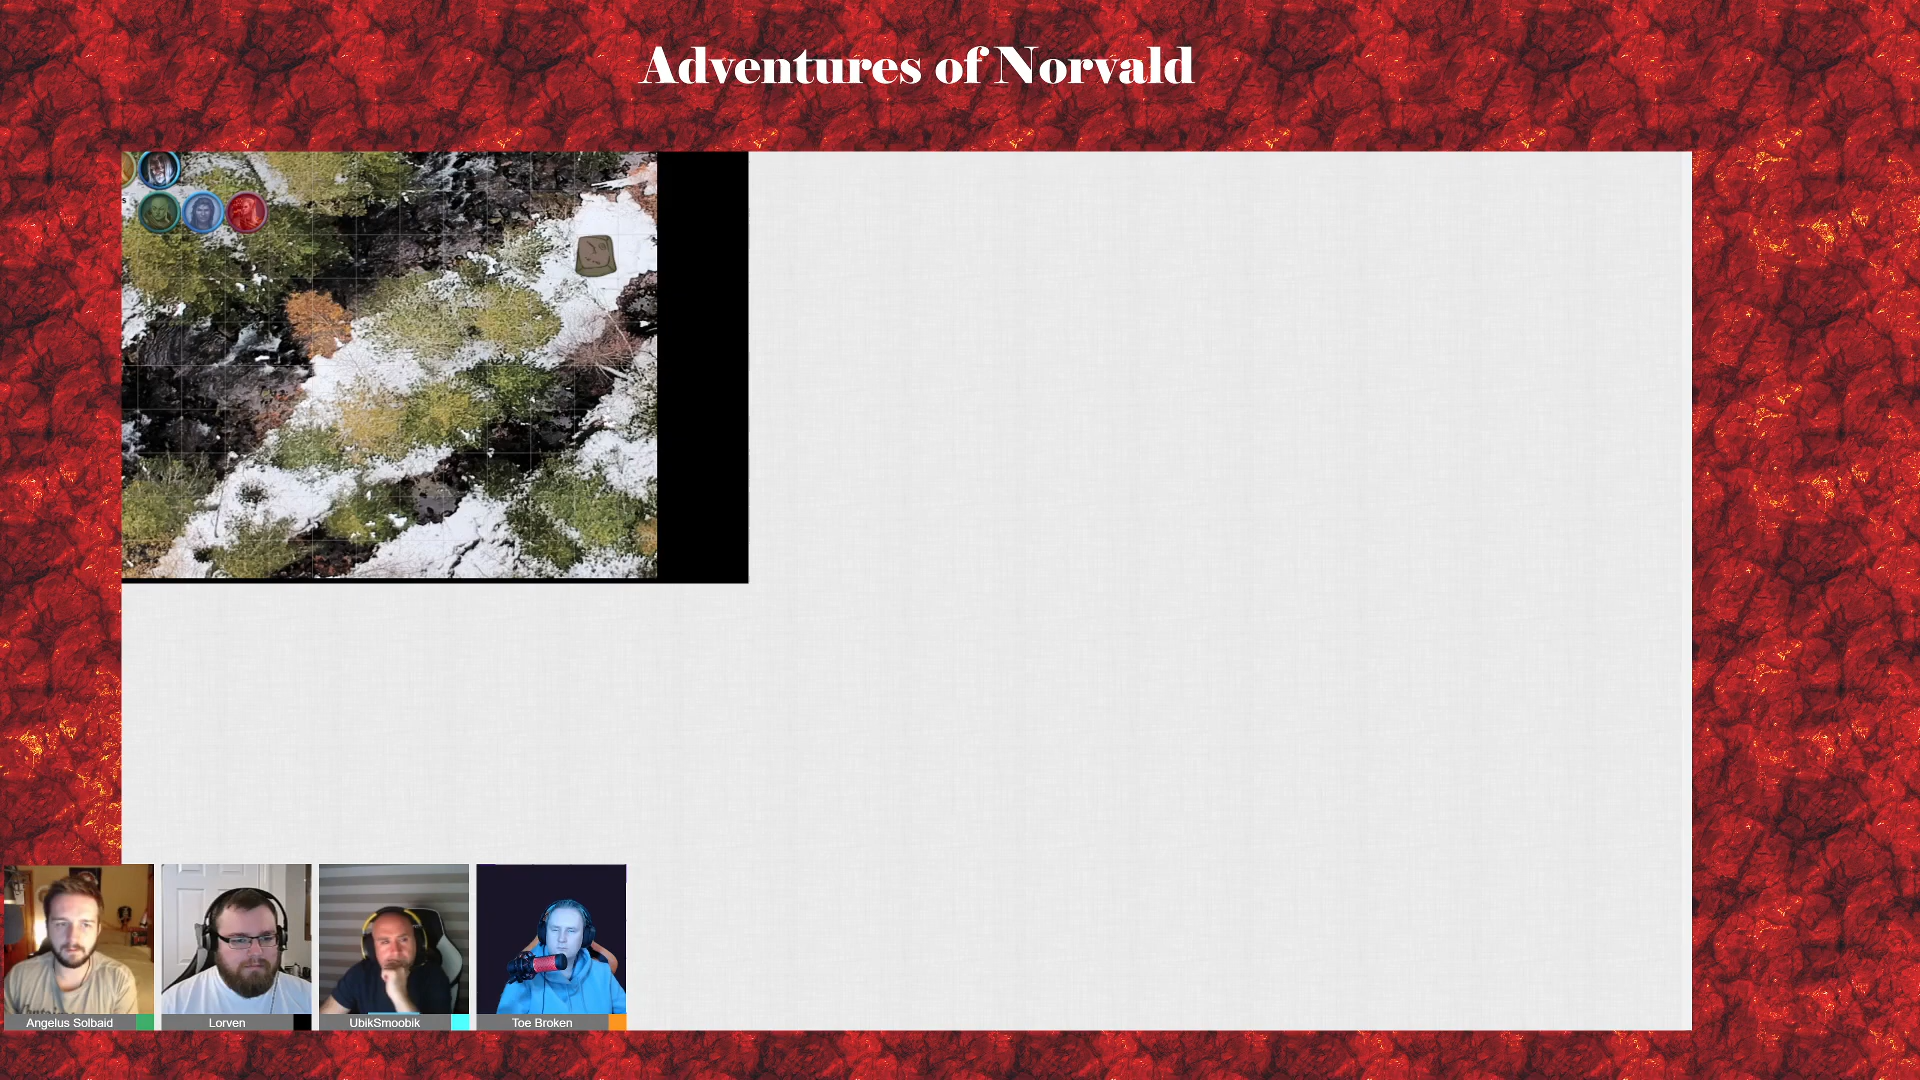 Adventures of Norvald
Angelus Solbaid
Lorven
UbikSmoobik
Toe Broken